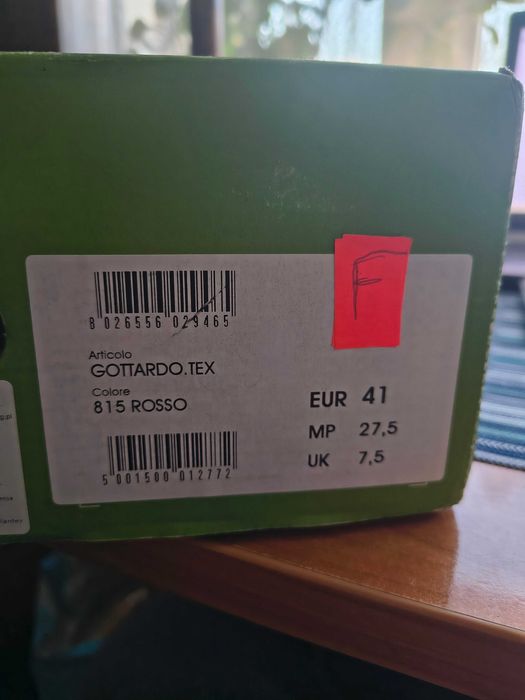 8 026556 029465
F
Articolo
GOTTARDO.TEX
Colore
815 ROSSO
EUR 41
MP 27,5
UK 7,5
5 001500 012772